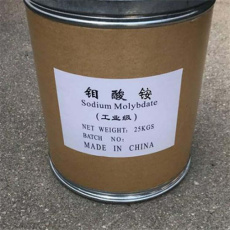 钼酸铵
Sodium Molybdate
(工业级)
NET WEIGHT: 25KGS
BATCH NO:
MADE IN CHINA